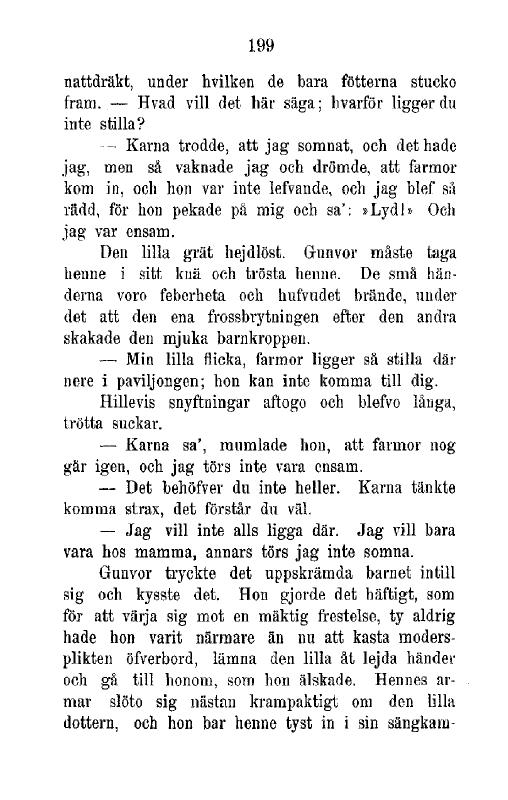 199
nattdräkt, under hvilken de bara fötterna stucko
fram. — Hvad vill det här säga; hvarför ligger du
inte stilla?
— Karna trodde, att jag somnat, och det hade
jag, men så vaknade jag och drömde, att farmor
kom in, och hon var inte lefvande, och jag blef så
rädd, för hon pekade på mig och sa': »Lyd!» Och
jag var ensam.
Den lilla grät hejdlöst. Gunvor måste taga
henne i sitt knä och trösta henne. De små hän-
derna voro feberheta och hufvudet brände, under
det att den ena frossbrytningen efter den andra
skakade den mjuka barnkroppen.
— Min lilla flicka, farmor ligger så stilla där
nere i paviljongen; hon kan inte komma till dig.
Hillevis snyftningar aftogo och blefvo långa,
trötta suckar.
— Karna sa', mumlade hon, att farmor nog
går igen, och jag törs inte vara ensam.
— Det behöfver du inte heller. Karna tänkte
komma strax, det förstår du väl.
— Jag vill inte alls ligga där. Jag vill bara
vara hos mamma, annars törs jag inte somna.
Gunvor tryckte det uppskrämda barnet intill
sig och kysste det. Hon gjorde det häftigt, som
för att värja sig mot en mäktig frestelse, ty aldrig
hade hon varit närmare än nu att kasta moders-
plikten öfverbord, lämna den lilla åt lejda händer
och gå till honom, som hon älskade. Hennes ar-
mar slöto sig nästan krampaktigt om den lilla
dottern, och hon bar henne tyst in i sin sängkam-